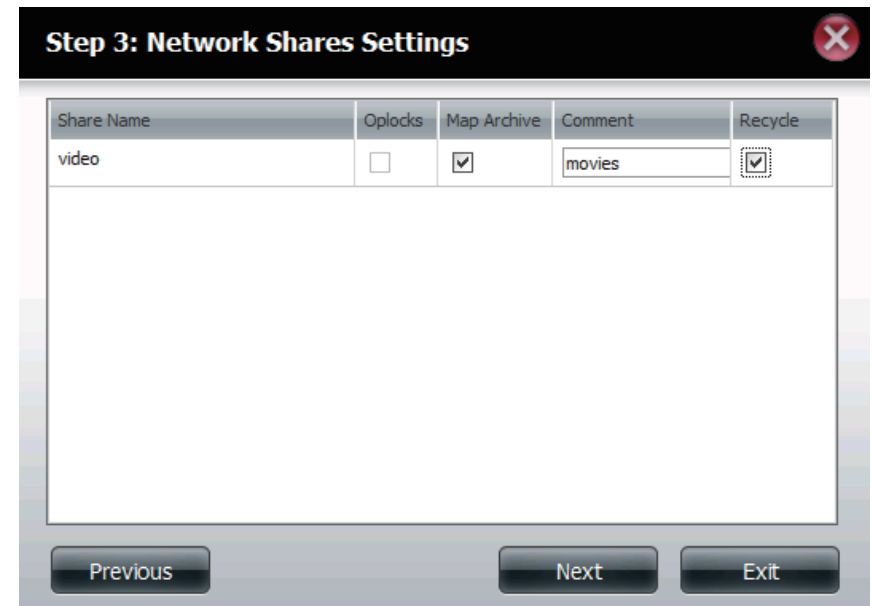 Step 3: Network Shares Settings
Share Name Oplocks Map Archive Comment Recycle
video movies
Previous Next Exit